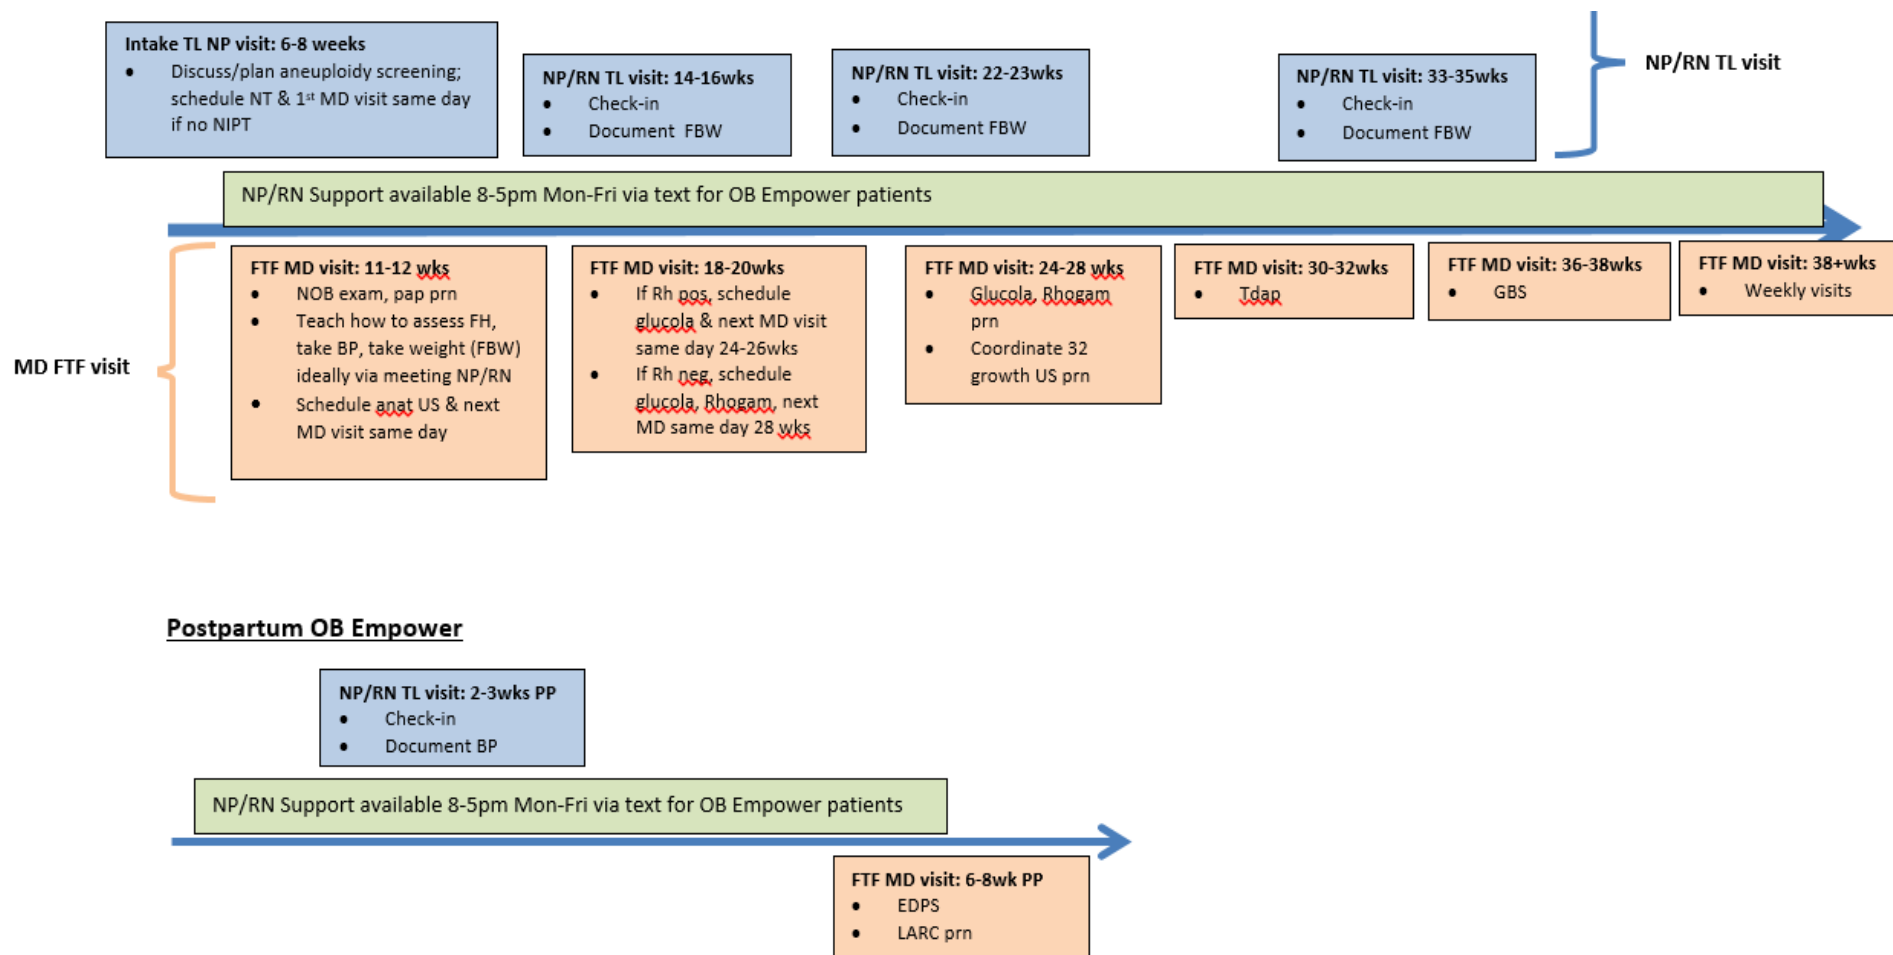 Intake TL NP visit: 6-8 weeks
• Discuss/plan aneuploidy screening;
schedule NT & 1st MD visit same day
if no NIPT
NP/RN TL visit: 14-16wks
• Check-in
• Document FBW
NP/RN TL visit: 22-23wks
• Check-in
• Document FBW
NP/RN TL visit: 33-35wks
• Check-in
• Document FBW
NP/RN TL visit
NP/RN Support available 8-5pm Mon-Fri via text for OB Empower patients
MD FTF visit
FTF MD visit: 11-12 wks
• NOB exam, pap prn
• Teach how to assess FH,
take BP, take weight (FBW)
ideally via meeting NP/RN
• Schedule anat US & next
MD visit same day
FTF MD visit: 18-20wks
• If Rh pos, schedule
glucola & next MD visit
same day 24-26wks
• If Rh neg, schedule
glucola, Rhogam, next
MD same day 28 wks
FTF MD visit: 24-28 wks
• Glucola, Rhogam
prn
• Coordinate 32
growth US prn
FTF MD visit: 30-32wks
• Tdap
FTF MD visit: 36-38wks
• GBS
FTF MD visit: 38+wks
• Weekly visits
Postpartum OB Empower
NP/RN TL visit: 2-3wks PP
• Check-in
• Document BP
NP/RN Support available 8-5pm Mon-Fri via text for OB Empower patients
FTF MD visit: 6-8wk PP
• EDPS
• LARC prn